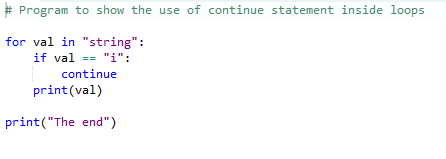 # Program to show the use of continue statement inside loops

for val in "string":
    if val == "i":
        continue
    print(val)

print("The end")